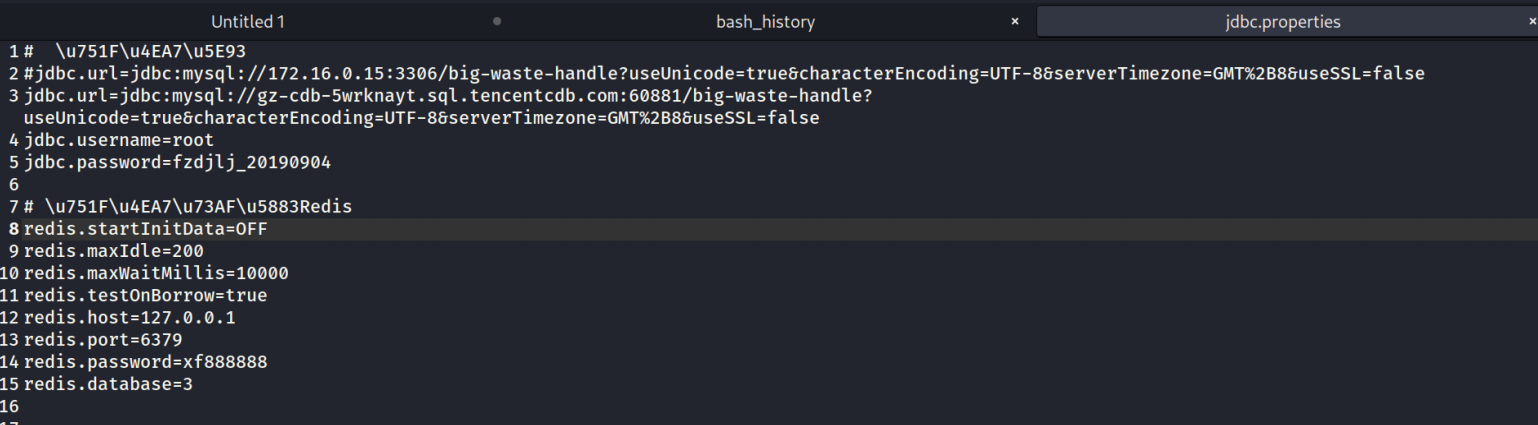 Untitled 1
bash_history
jdbc.properties
1 #  \u751F\u4EA7\u5E93
2 #jdbc.url=jdbc:mysql://172.16.0.15:3306/big-waste-handle?useUnicode=true&characterEncoding=UTF-8&serverTimezone=GMT%2B8&useSSL=false
3 jdbc.url=jdbc:mysql://gz-cdb-5wrknayt.sql.tencentcdb.com:60881/big-waste-handle?
useUnicode=true&characterEncoding=UTF-8&serverTimezone=GMT%2B8&useSSL=false
4 jdbc.username=root
5 jdbc.password=fzdjlj_20190904
6
7 # \u751F\u4EA7\u73AF\u5883Redis
8 redis.startInitData=OFF
9 redis.maxIdle=200
10 redis.maxWaitMillis=10000
11 redis.testOnBorrow=true
12 redis.host=127.0.0.1
13 redis.port=6379
14 redis.password=xf888888
15 redis.database=3
16